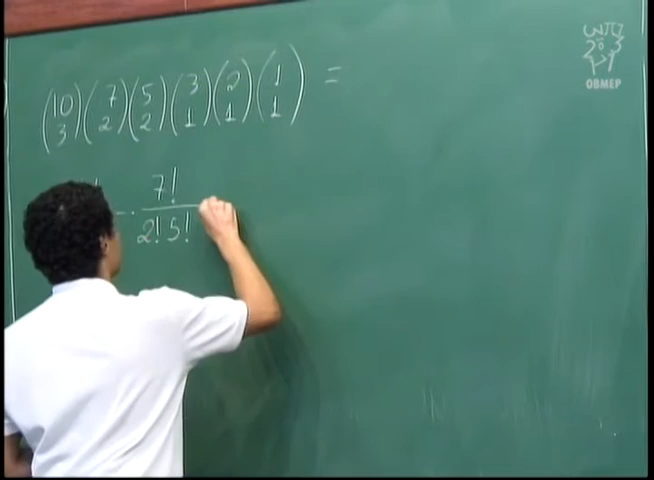 (10 3) (7 2) (5 2) (3 1) (2 1) (1 1) =
! · 7! / 2! 5!
OBMEP